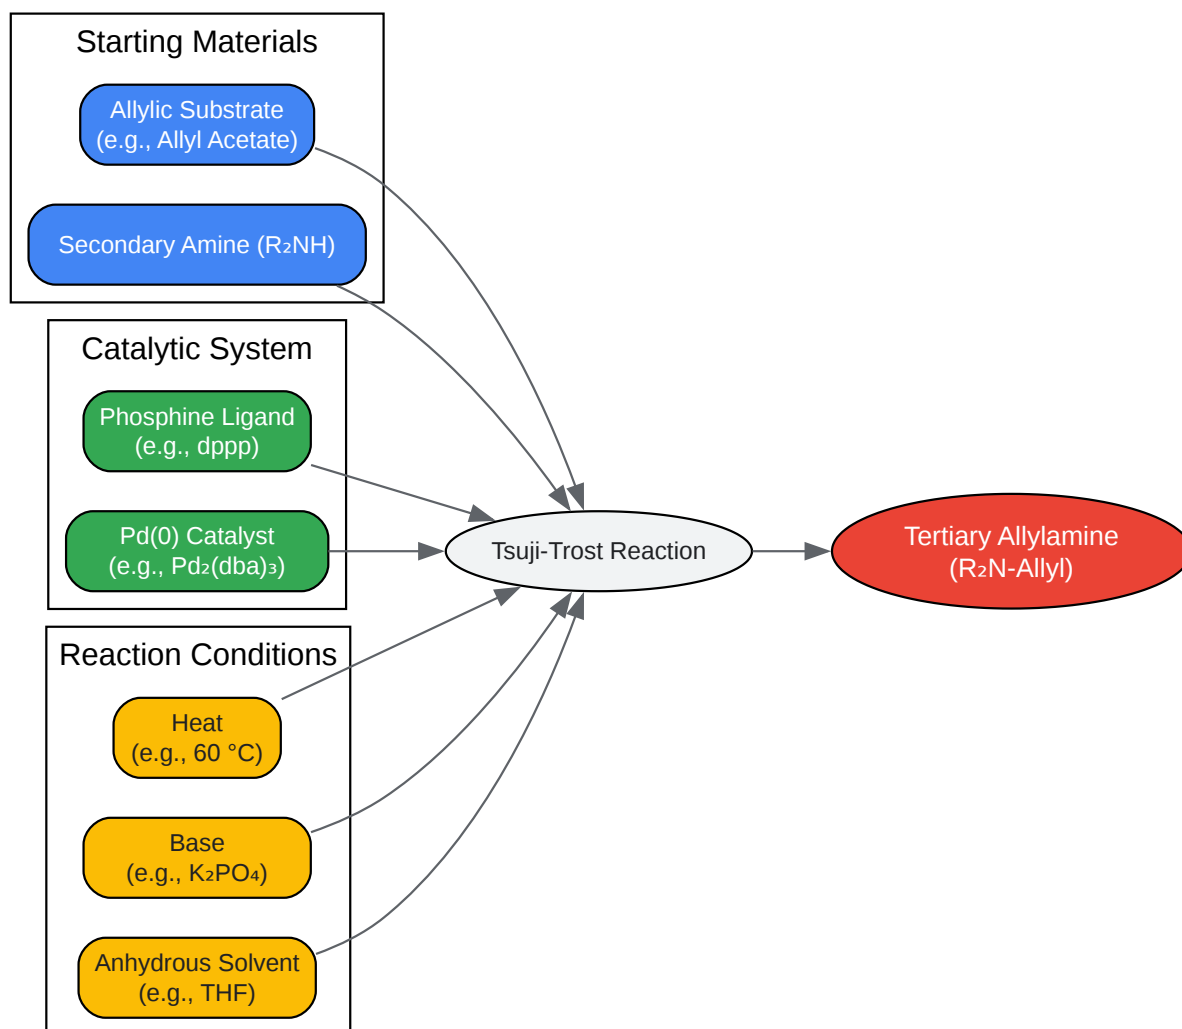 Starting Materials
Allylic Substrate
(e.g., Allyl Acetate)
Secondary Amine (R₂NH)
Catalytic System
Phosphine Ligand
(e.g., dppp)
Pd(0) Catalyst
(e.g., Pd₂(dba)₃)
Reaction Conditions
Heat
(e.g., 60 °C)
Base
(e.g., K₂PO₄)
Anhydrous Solvent
(e.g., THF)
Tsuji-Trost Reaction
Tertiary Allylamine
(R₂N-Allyl)